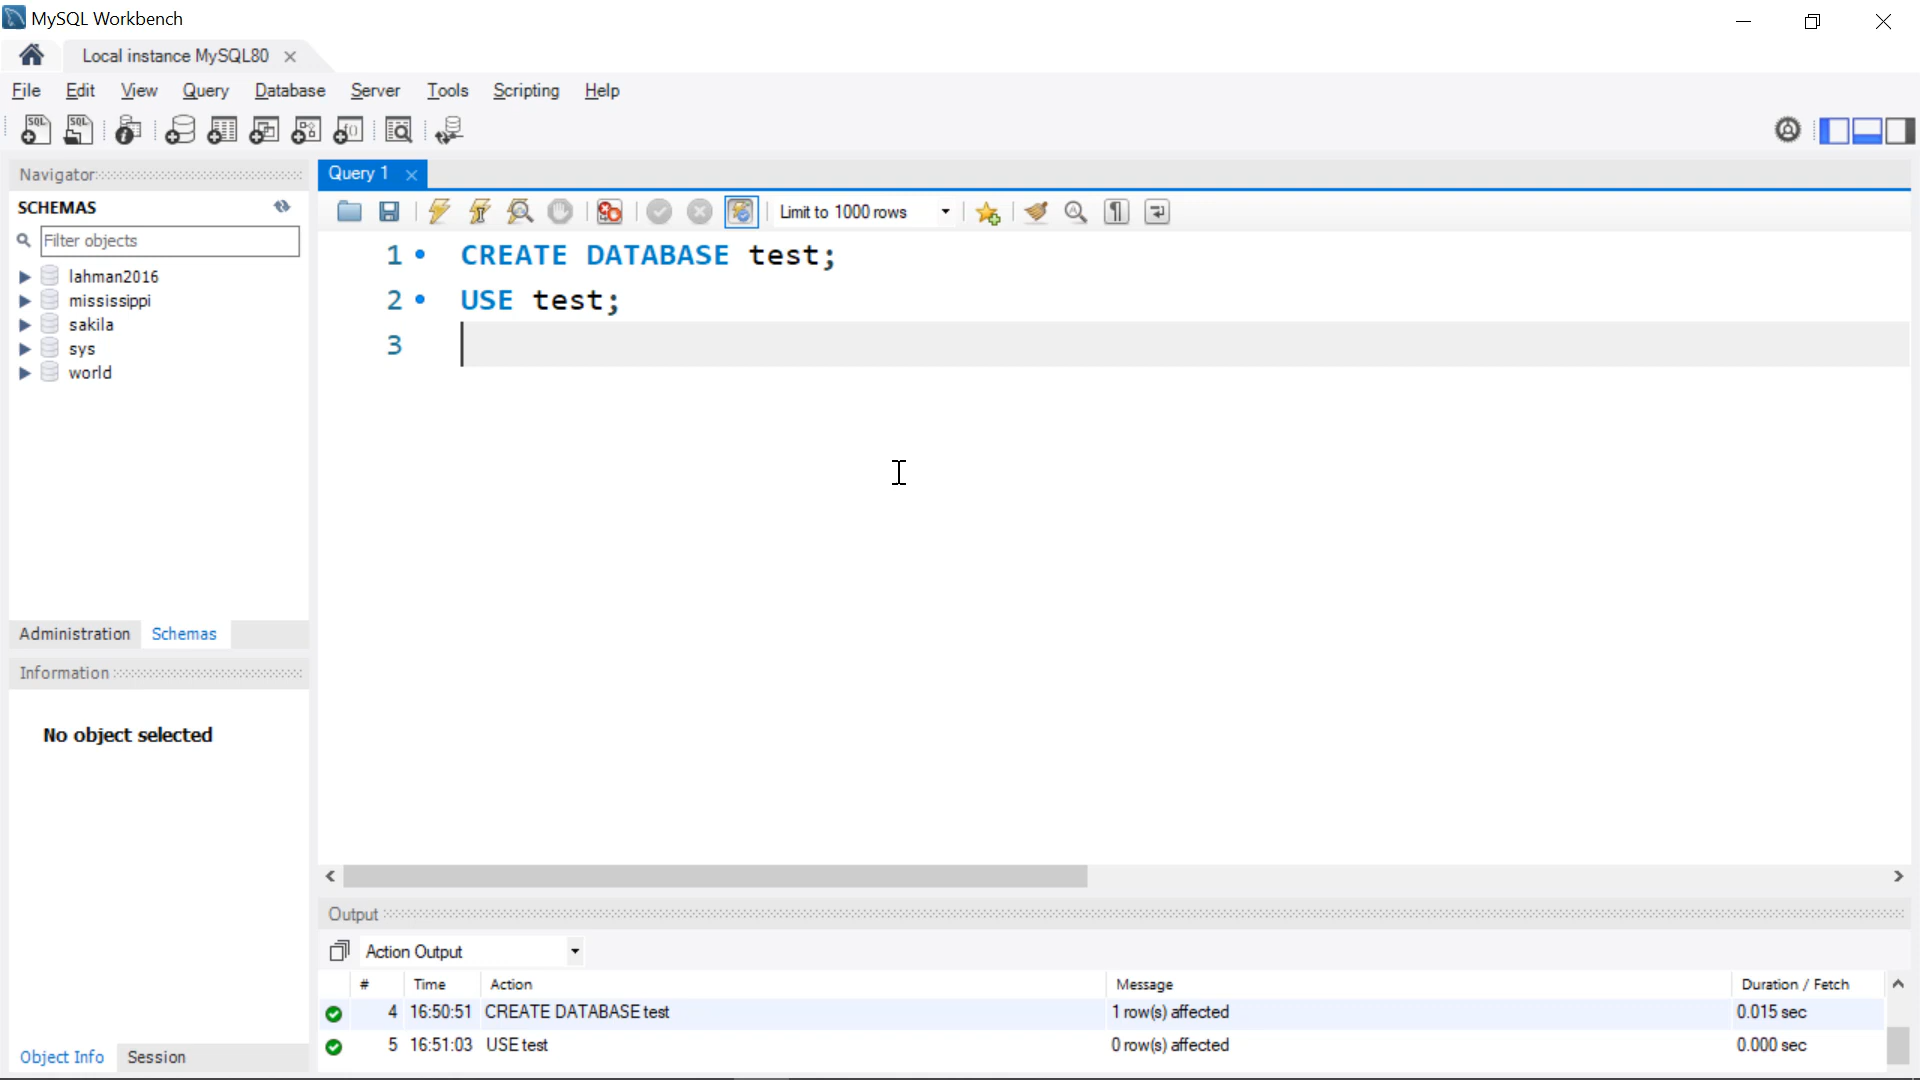 MySQL Workbench
Local instance MySQL80
File Edit View Query Database Server Tools Scripting Help
Navigator
SCHEMAS
Filter objects
lahman2016
mississippi
sakila
sys
world
Administration Schemas
Information
No object selected
Object Info Session
Query 1
Limit to 1000 rows
1 CREATE DATABASE test;
2 USE test;
3
Output
Action Output
# Time Action Message Duration / Fetch
4 16:50:51 CREATE DATABASE test 1 row(s) affected 0.015 sec
5 16:51:03 USE test 0 row(s) affected 0.000 sec